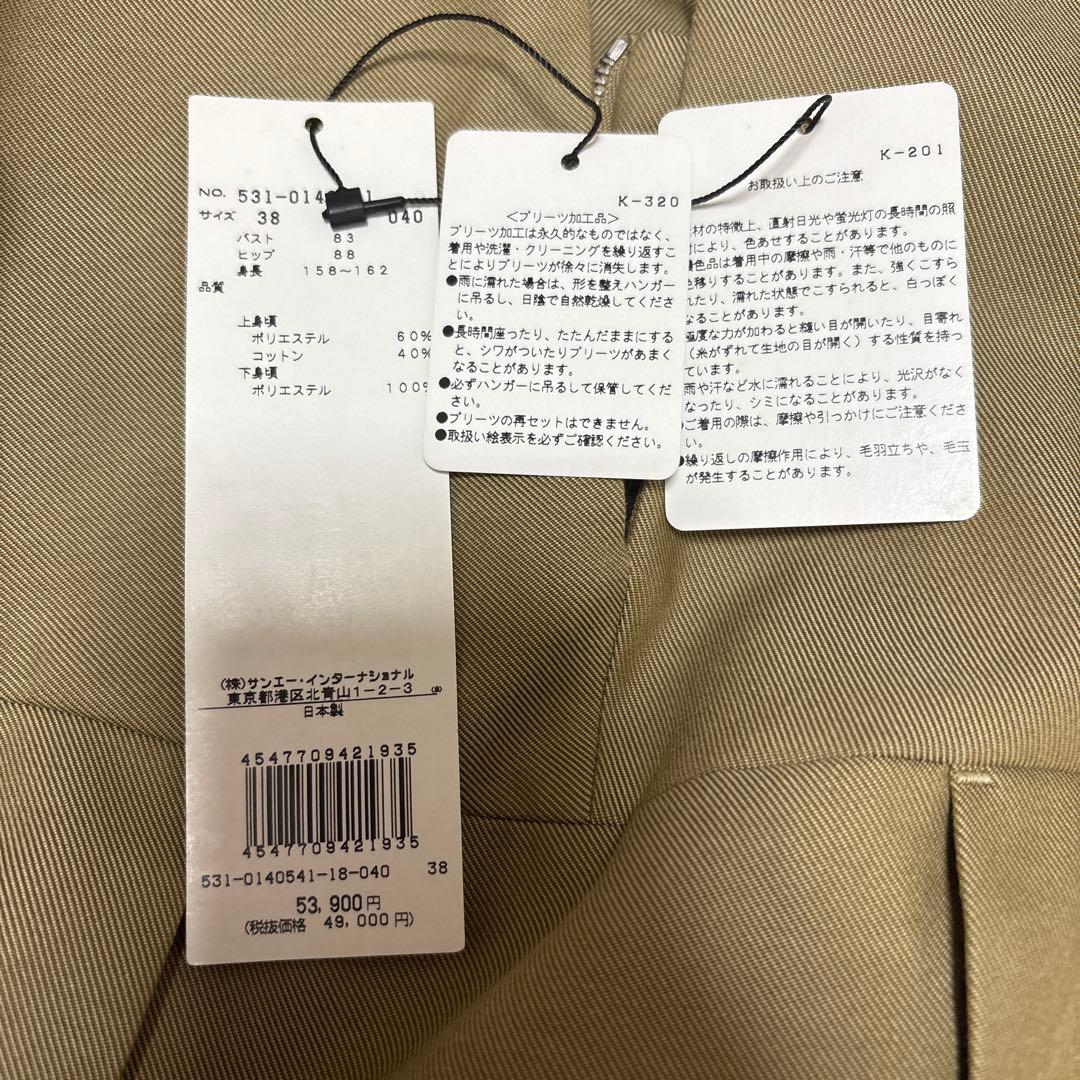 NO. 531-014
サイズ 38 040
バスト 83
ヒップ 88
身長 158〜162
品質
上身頃
ポリエステル 60%
コットン 40%
下身頃
ポリエステル 100%
(株)サンエー・インターナショナル
東京都港区北青山1-2-3
日本製
4547709421935
4547709421935
531-0140541-18-040 38
53,900円
(税抜価格 49,000円)
K-320
<プリーツ加工品>
プリーツ加工は永久的なものではなく、
着用や洗濯・クリーニングを繰り返すこ
とによりプリーツが徐々に消失します。
●雨に濡れた場合は、形を整えハンガー
に吊るし、日陰で自然乾燥してくださ
い。
●長時間座ったり、たたんだままにする
と、シワがついたりプリーツがあまく
なることがあります。
●必ずハンガーに吊るして保管してくだ
さい。
●プリーツの再セットはできません。
●取扱い絵表示を必ずご確認ください。
K-201
お取扱い上のご注意
材の特徴上、直射日光や蛍光灯の長時間の照
により、色あせすることがあります。
色品は着用中の摩擦や雨・汗等で他のものに
移りすることがあります。また、強くこすら
れたり、濡れた状態でこすられると、白っぽく
なることがあります。
極度な力が加わると縫い目が開いたり、目寄れ
(糸がずれて生地の目が開く)する性質を持っ
ています。
雨や汗など水に濡れることにより、光沢がなく
なったり、シミになることがあります。
ご着用の際は、摩擦や引っかけにご注意くださ
い。
●繰り返しの摩擦作用により、毛羽立ちや、毛玉
が発生することがあります。